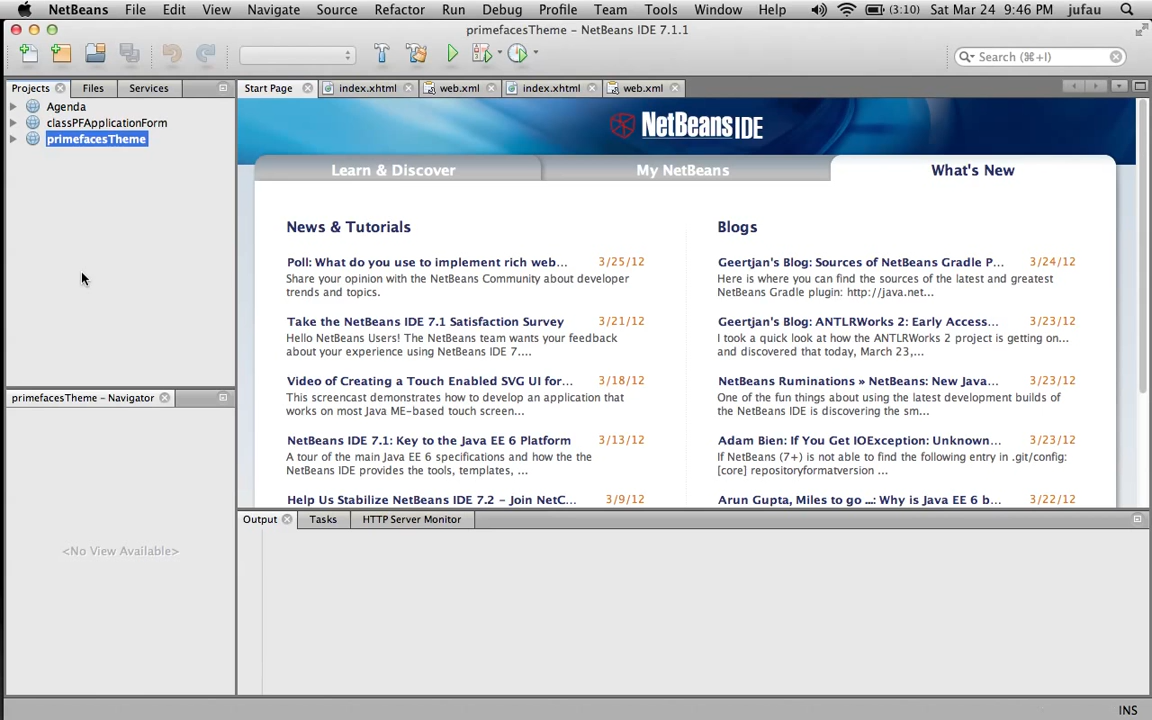 NetBeans File Edit View Navigate Source Refactor Run Debug Profile Team Tools Window Help (3:10) Sat Mar 24 9:46 PM jufau
primefacesTheme – NetBeans IDE 7.1.1
Search (⌘+I)
Projects Files Services
Start Page index.xhtml web.xml index.xhtml web.xml
Agenda
classPFApplicationForm
primefacesTheme
NetBeans IDE
Learn & Discover My NetBeans What's New
News & Tutorials
Poll: What do you use to implement rich web... 3/25/12
Share your opinion with the NetBeans Community about developer
trends and topics.
Take the NetBeans IDE 7.1 Satisfaction Survey 3/21/12
Hello NetBeans Users! The NetBeans team wants your feedback
about your experience using NetBeans IDE 7....
Video of Creating a Touch Enabled SVG UI for... 3/18/12
This screencast demonstrates how to develop an application that
works on most Java ME-based touch screen...
NetBeans IDE 7.1: Key to the Java EE 6 Platform 3/13/12
A tour of the main Java EE 6 specifications and how the the
NetBeans IDE provides the tools, templates, ...
Help Us Stabilize NetBeans IDE 7.2 – Join NetC... 3/9/12
Blogs
Geertjan's Blog: Sources of NetBeans Gradle P... 3/24/12
Here is where you can find the sources of the latest and greatest
NetBeans Gradle plugin: http://java.net...
Geertjan's Blog: ANTLRWorks 2: Early Access... 3/23/12
I took a quick look at how the ANTLRWorks 2 project is getting on...
and discovered that today, March 23,...
NetBeans Ruminations » NetBeans: New Java... 3/23/12
One of the fun things about using the latest development builds of
the NetBeans IDE is discovering the sm...
Adam Bien: If You Get IOException: Unknown... 3/23/12
If NetBeans (7+) is not able to find the following entry in .git/config:
[core] repositoryformatversion ...
Arun Gupta, Miles to go ...: Why is Java EE 6 b... 3/22/12
primefacesTheme – Navigator
<No View Available>
Output Tasks HTTP Server Monitor
INS